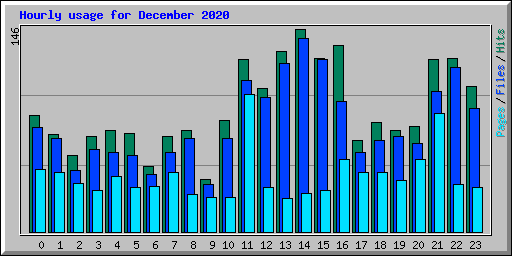 Hourly usage for December 2020
146
Pages/Files/Hits
0 1 2 3 4 5 6 7 8 9 10 11 12 13 14 15 16 17 18 19 20 21 22 23